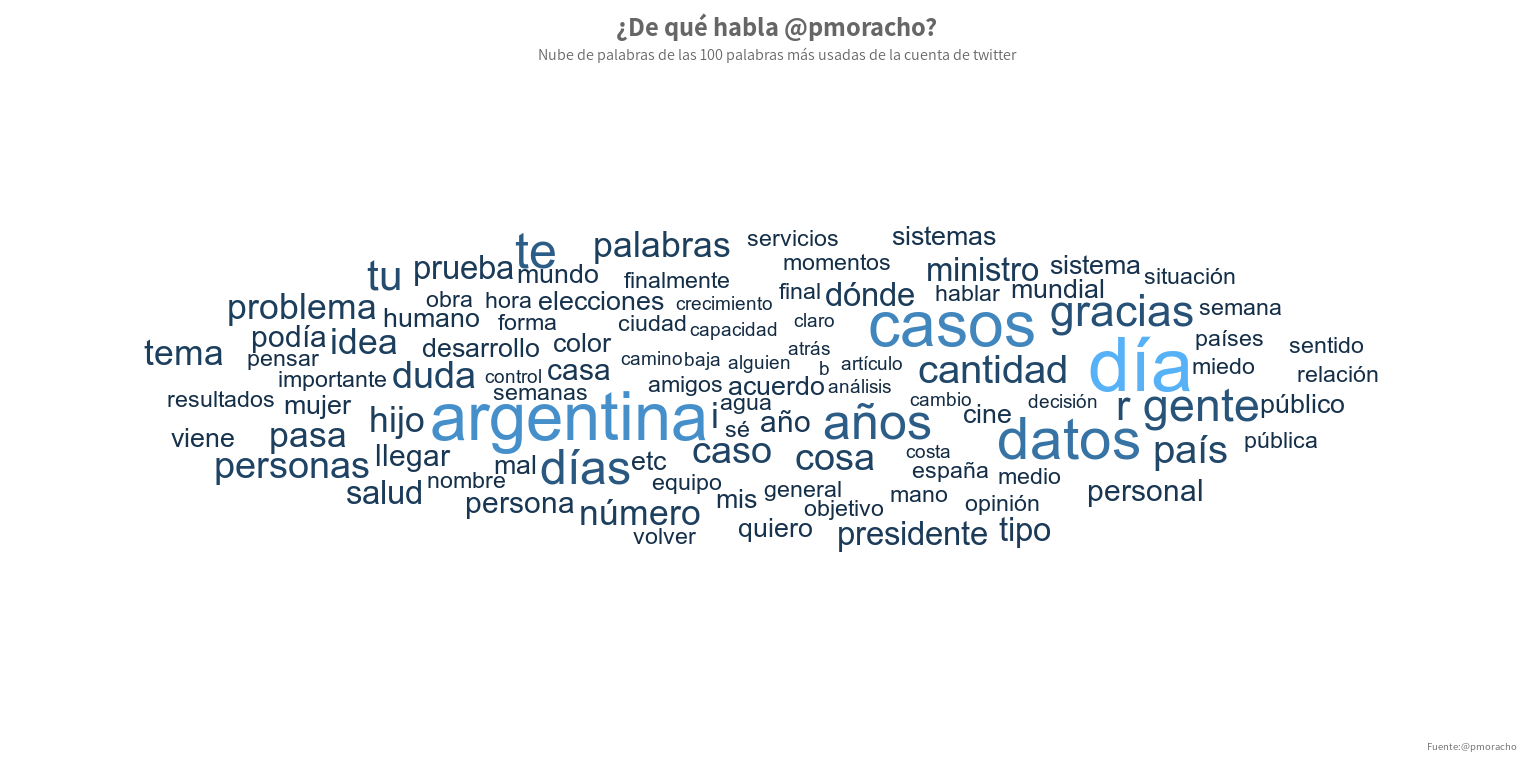 ¿De qué habla @pmoracho?
Nube de palabras de las 100 palabras más usadas de la cuenta de twitter
te palabras servicios sistemas
tu prueba mundo finalmente momentos ministro sistema situación
problema obra hora elecciones crecimiento final dónde hablar mundial
humano forma ciudad capacidad claro casos gracias semana
tema podía idea desarrollo color atrás países sentido
pensar camino baja alguien b artículo cantidad día miedo relación
importante duda control casa amigos acuerdo análisis
resultados mujer semanas agua cambio decisión público
hijo argentina i sé año años cine r gente
viene pasa datos pública
personas llegar mal días etc caso cosa costa país
salud nombre equipo españa medio
persona mis general mano personal
número objetivo opinión
volver quiero presidente tipo
Fuente:@pmoracho